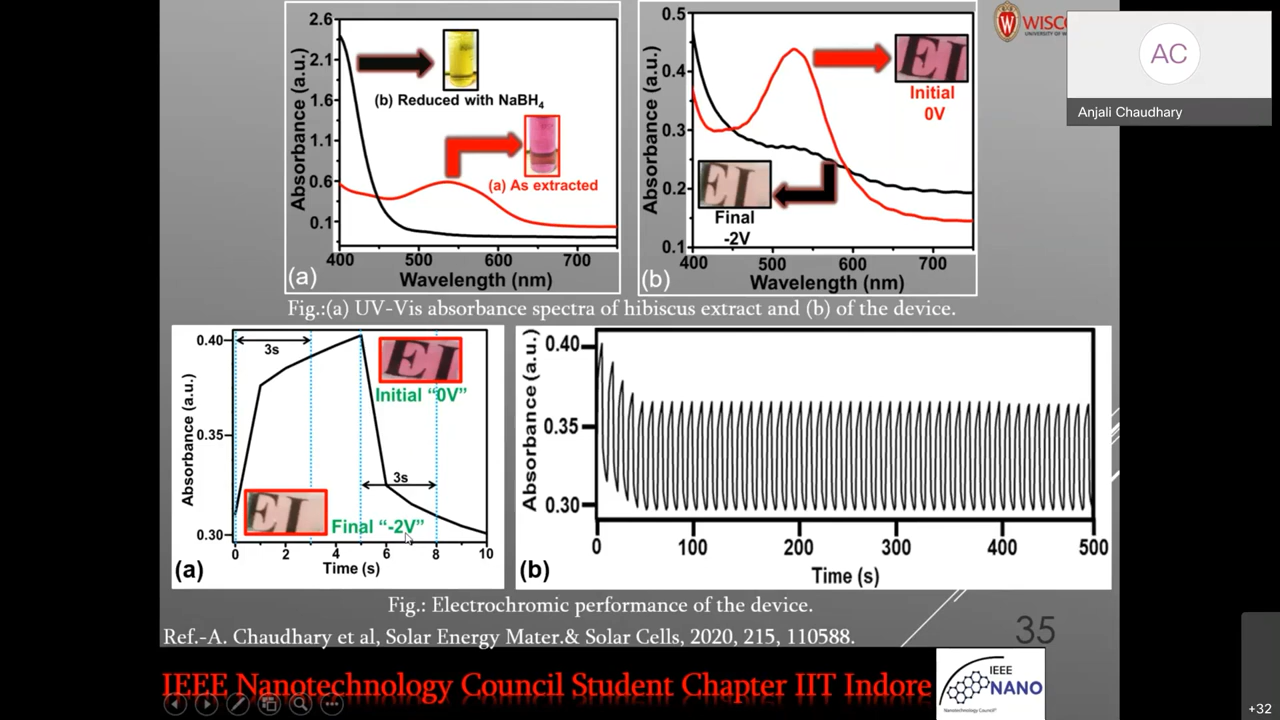 2.6
2.1
1.6
1.1
0.6
0.1
Absorbance (a.u.)
(b) Reduced with NaBH4
(a) As extracted
400 500 600 700
(a) Wavelength (nm)
0.5
0.4
0.3
0.2
0.1
Absorbance (a.u.)
EI
Initial
0V
EI
Final
-2V
400 500 600 700
(b) Wavelength (nm)
W
AC
Anjali Chaudhary
Fig.:(a) UV-Vis absorbance spectra of hibiscus extract and (b) of the device.
0.40
0.35
0.30
Absorbance (a.u.)
3s
EI
Initial “0V”
3s
EI
Final “-2V”
0 2 4 6 8 10
(a) Time (s)
0.40
0.35
0.30
Absorbance (a.u.)
0 100 200 300 400 500
(b) Time (s)
Fig.: Electrochromic performance of the device.
Ref.-A. Chaudhary et al, Solar Energy Mater.& Solar Cells, 2020, 215, 110588.
35
IEEE Nanotechnology Council Student Chapter IIT Indore
IEEE
NANO
Nanotechnology Council
+32